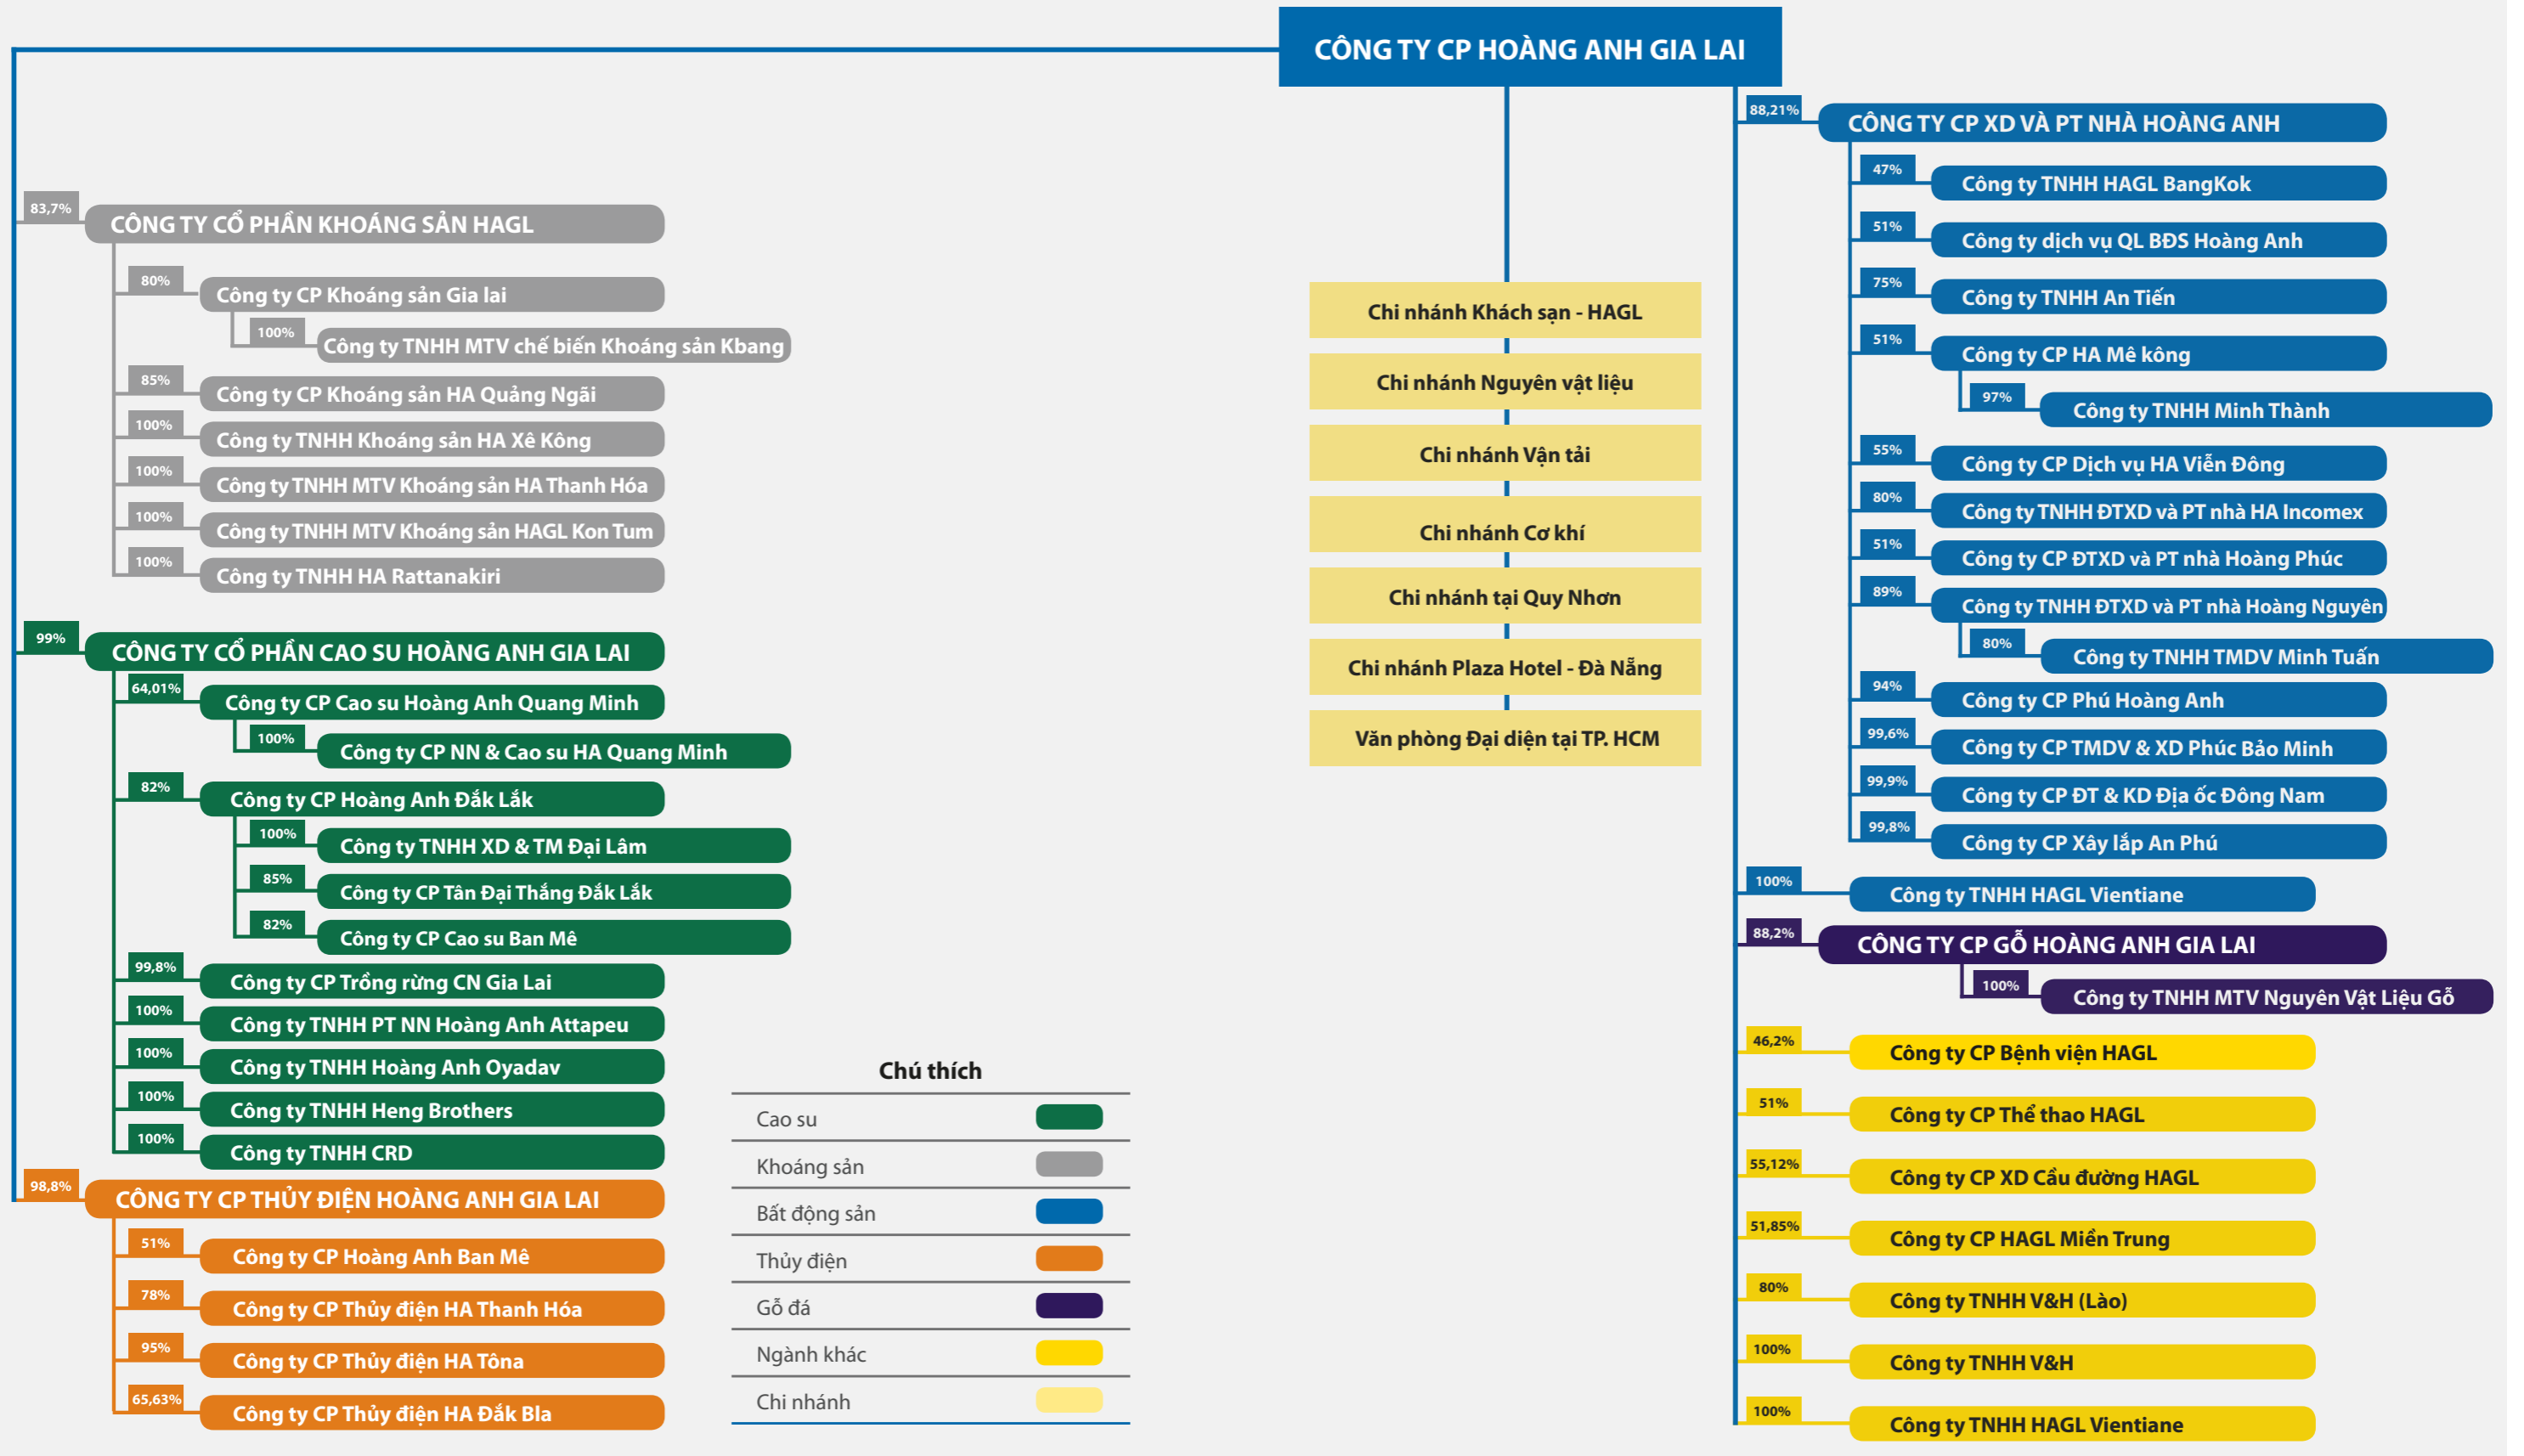 CÔNG TY CP HOÀNG ANH GIA LAI
83,7%
CÔNG TY CỔ PHẦN KHOÁNG SẢN HAGL
80%
Công ty CP Khoáng sản Gia lai
100%
Công ty TNHH MTV chế biến Khoáng sản Kbang
85%
Công ty CP Khoáng sản HA Quảng Ngãi
100%
Công ty TNHH Khoáng sản HA Xê Kông
100%
Công ty TNHH MTV Khoáng sản HA Thanh Hóa
100%
Công ty TNHH MTV Khoáng sản HAGL Kon Tum
100%
Công ty TNHH HA Rattanakiri
99%
CÔNG TY CỔ PHẦN CAO SU HOÀNG ANH GIA LAI
64,01%
Công ty CP Cao su Hoàng Anh Quang Minh
100%
Công ty CP NN & Cao su HA Quang Minh
82%
Công ty CP Hoàng Anh Đắk Lắk
100%
Công ty TNHH XD & TM Đại Lâm
85%
Công ty CP Tân Đại Thắng Đắk Lắk
82%
Công ty CP Cao su Ban Mê
99,8%
Công ty CP Trồng rừng CN Gia Lai
100%
Công ty TNHH PT NN Hoàng Anh Attapeu
100%
Công ty TNHH Hoàng Anh Oyadav
100%
Công ty TNHH Heng Brothers
100%
Công ty TNHH CRD
98,8%
CÔNG TY CP THỦY ĐIỆN HOÀNG ANH GIA LAI
51%
Công ty CP Hoàng Anh Ban Mê
78%
Công ty CP Thủy điện HA Thanh Hóa
95%
Công ty CP Thủy điện HA Tôna
65,63%
Công ty CP Thủy điện HA Đắk Bla
Chi nhánh Khách sạn - HAGL
Chi nhánh Nguyên vật liệu
Chi nhánh Vận tải
Chi nhánh Cơ khí
Chi nhánh tại Quy Nhơn
Chi nhánh Plaza Hotel - Đà Nẵng
Văn phòng Đại diện tại TP. HCM
Chú thích
Cao su
Khoáng sản
Bất động sản
Thủy điện
Gỗ đá
Ngành khác
Chi nhánh
88,21%
CÔNG TY CP XD VÀ PT NHÀ HOÀNG ANH
47%
Công ty TNHH HAGL BangKok
51%
Công ty dịch vụ QL BĐS Hoàng Anh
75%
Công ty TNHH An Tiến
51%
Công ty CP HA Mê kông
97%
Công ty TNHH Minh Thành
55%
Công ty CP Dịch vụ HA Viễn Đông
80%
Công ty TNHH ĐTXD và PT nhà HA Incomex
51%
Công ty CP ĐTXD và PT nhà Hoàng Phúc
89%
Công ty TNHH ĐTXD và PT nhà Hoàng Nguyên
80%
Công ty TNHH TMDV Minh Tuấn
94%
Công ty CP Phú Hoàng Anh
99,6%
Công ty CP TMDV & XD Phúc Bảo Minh
99,9%
Công ty CP ĐT & KD Địa ốc Đông Nam
99,8%
Công ty CP Xây lắp An Phú
100%
Công ty TNHH HAGL Vientiane
88,2%
CÔNG TY CP GỖ HOÀNG ANH GIA LAI
100%
Công ty TNHH MTV Nguyên Vật Liệu Gỗ
46,2%
Công ty CP Bệnh viện HAGL
51%
Công ty CP Thể thao HAGL
55,12%
Công ty CP XD Cầu đường HAGL
51,85%
Công ty CP HAGL Miền Trung
80%
Công ty TNHH V&H (Lào)
100%
Công ty TNHH V&H
100%
Công ty TNHH HAGL Vientiane